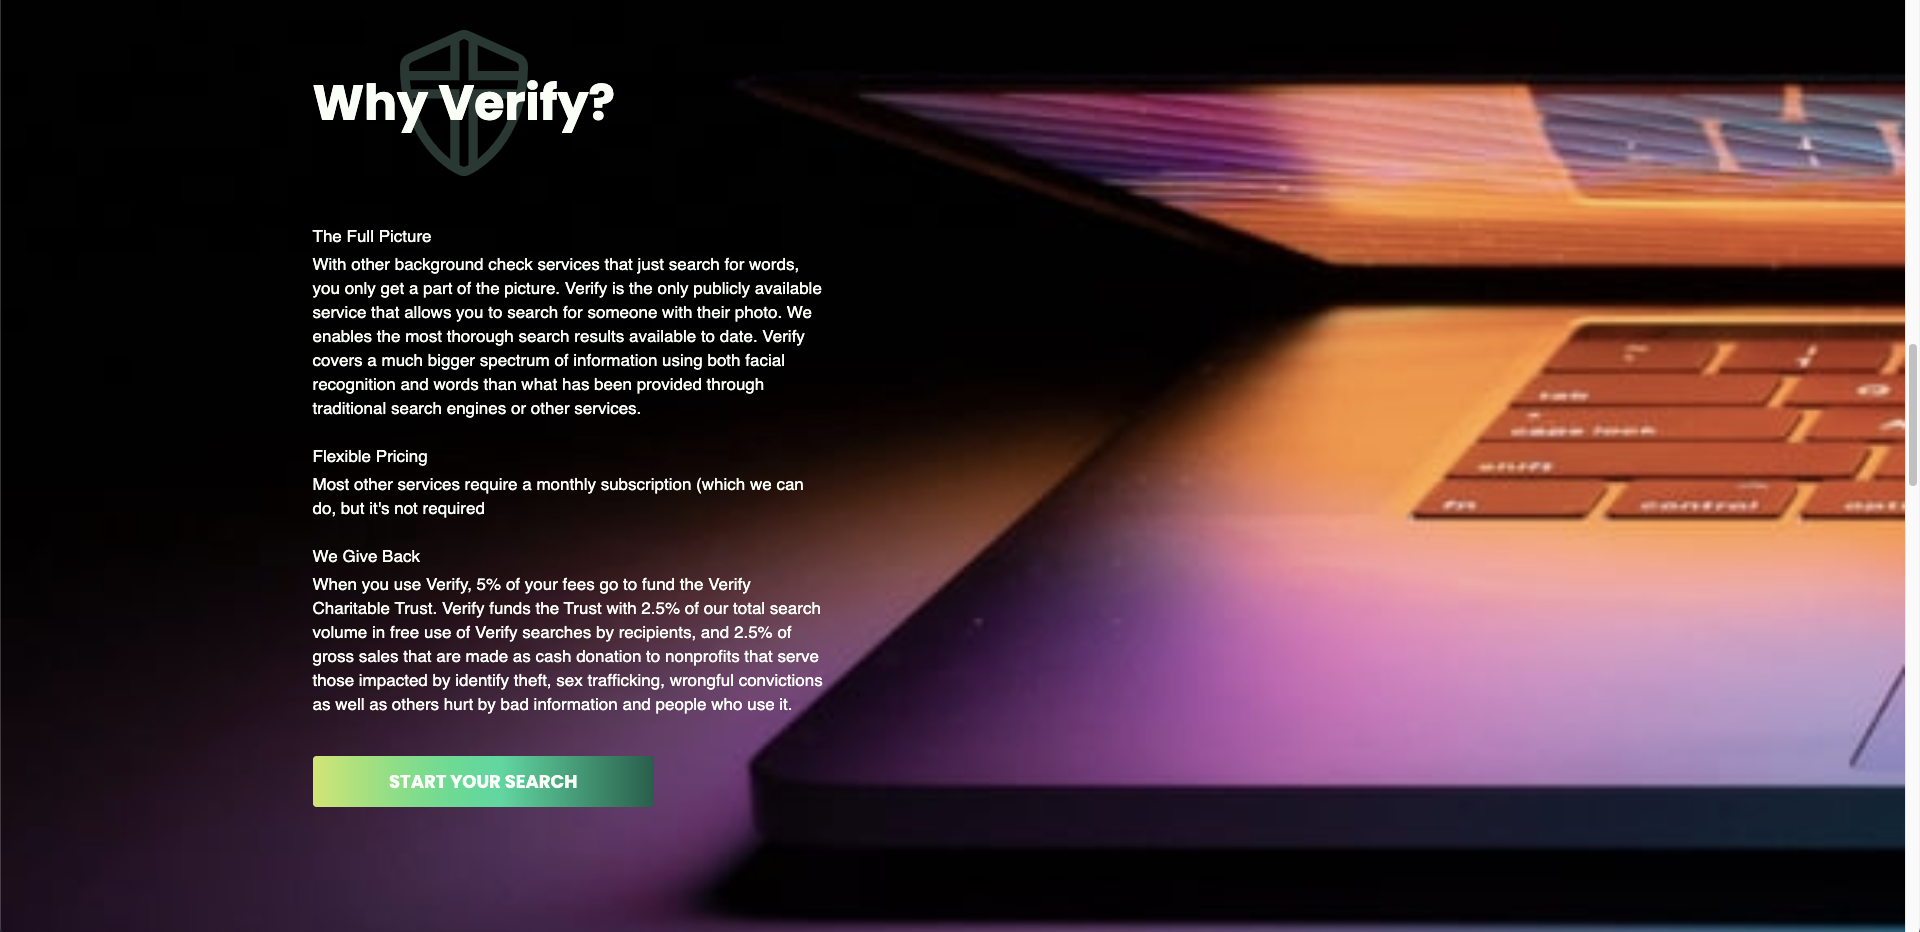 Why Verify?
The Full Picture
With other background check services that just search for words,
you only get a part of the picture. Verify is the only publicly available
service that allows you to search for someone with their photo. We
enables the most thorough search results available to date. Verify
covers a much bigger spectrum of information using both facial
recognition and words than what has been provided through
traditional search engines or other services.
Flexible Pricing
Most other services require a monthly subscription (which we can
do, but it's not required
We Give Back
When you use Verify, 5% of your fees go to fund the Verify
Charitable Trust. Verify funds the Trust with 2.5% of our total search
volume in free use of Verify searches by recipients, and 2.5% of
gross sales that are made as cash donation to nonprofits that serve
those impacted by identify theft, sex trafficking, wrongful convictions
as well as others hurt by bad information and people who use it.
START YOUR SEARCH
tab
caps lock
shift
fn control